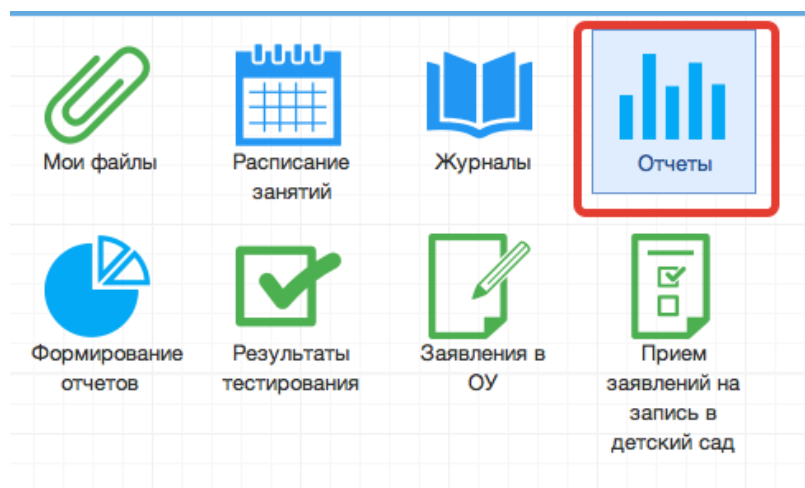 Мои файлы
Расписание
занятий
Журналы
Отчеты
Формирование
отчетов
Результаты
тестирования
Заявления в
ОУ
Прием
заявлений на
запись в
детский сад